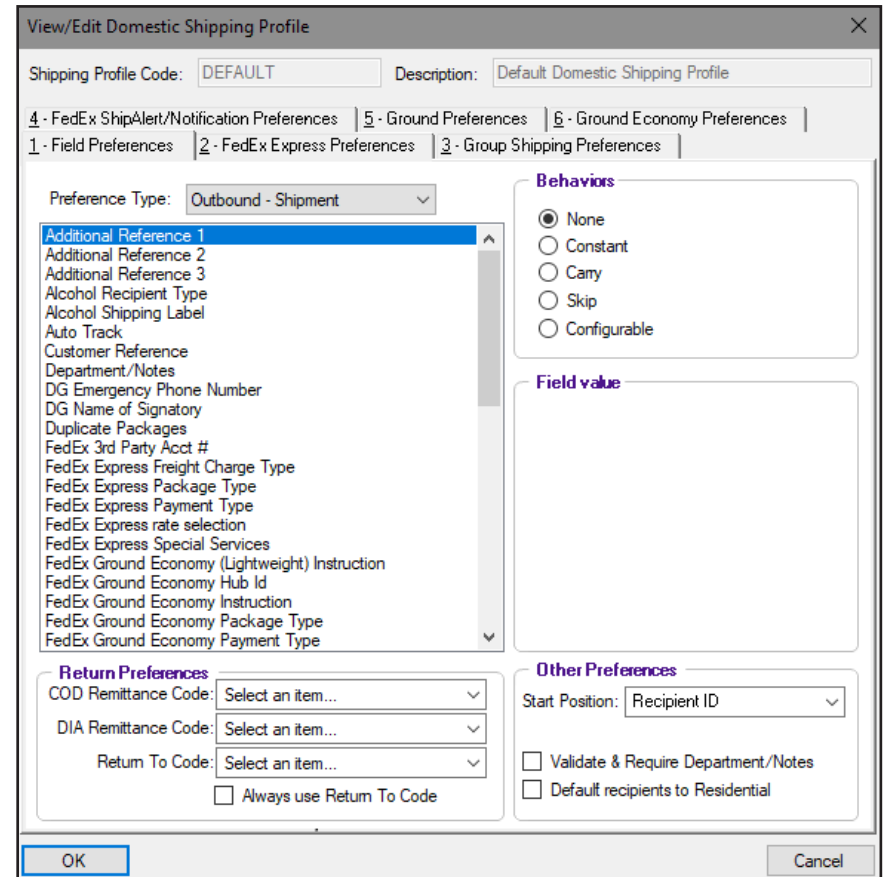 View/Edit Domestic Shipping Profile
Shipping Profile Code: DEFAULT Description: Default Domestic Shipping Profile
4 - FedEx ShipAlert/Notification Preferences 5 - Ground Preferences 6 - Ground Economy Preferences
1 - Field Preferences 2 - FedEx Express Preferences 3 - Group Shipping Preferences
Preference Type: Outbound - Shipment
Additional Reference 1
Additional Reference 2
Additional Reference 3
Alcohol Recipient Type
Alcohol Shipping Label
Auto Track
Customer Reference
Department/Notes
DG Emergency Phone Number
DG Name of Signatory
Duplicate Packages
FedEx 3rd Party Acct #
FedEx Express Freight Charge Type
FedEx Express Package Type
FedEx Express Payment Type
FedEx Express rate selection
FedEx Express Special Services
FedEx Ground Economy (Lightweight) Instruction
FedEx Ground Economy Hub Id
FedEx Ground Economy Instruction
FedEx Ground Economy Package Type
FedEx Ground Economy Payment Type
Behaviors
None
Constant
Carry
Skip
Configurable
Field value
Return Preferences
COD Remittance Code: Select an item...
DIA Remittance Code: Select an item...
Return To Code: Select an item...
Always use Return To Code
Other Preferences
Start Position: Recipient ID
Validate & Require Department/Notes
Default recipients to Residential
OK Cancel